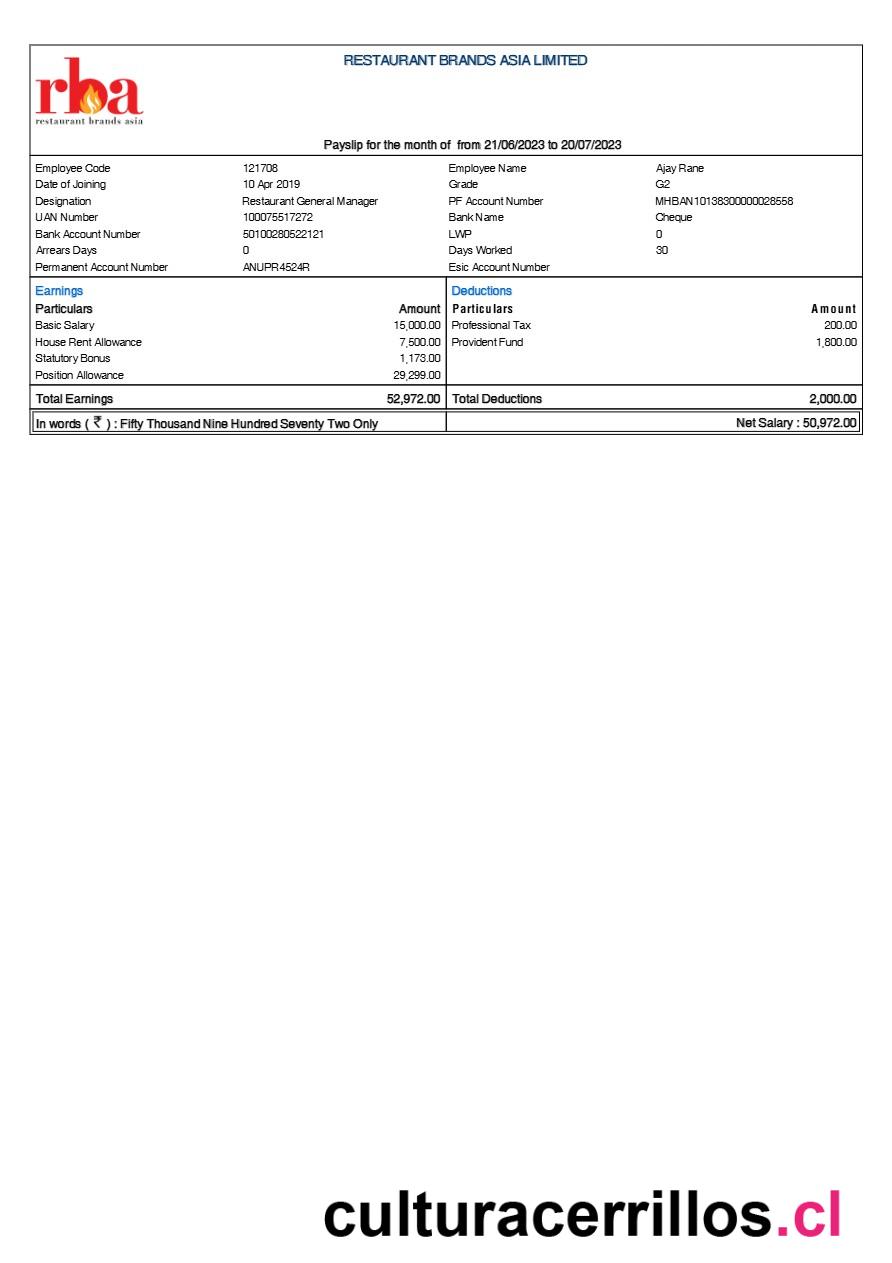 RESTAURANT BRANDS ASIA LIMITED
rba
restaurant brands asia
Payslip for the month of from 21/06/2023 to 20/07/2023
Employee Code 121708 Employee Name Ajay Rane
Date of Joining 10 Apr 2019 Grade G2
Designation Restaurant General Manager PF Account Number MHBAN10138300000028558
UAN Number 100075517272 Bank Name Cheque
Bank Account Number 50100280522121 LWP 0
Arrears Days 0 Days Worked 30
Permanent Account Number ANUPR4524R Esic Account Number
Earnings Deductions
Particulars Amount Particulars Amount
Basic Salary 15,000.00 Professional Tax 200.00
House Rent Allowance 7,500.00 Provident Fund 1,800.00
Statutory Bonus 1,173.00
Position Allowance 29,299.00
Total Earnings 52,972.00 Total Deductions 2,000.00
In words ( ₹ ) : Fifty Thousand Nine Hundred Seventy Two Only Net Salary : 50,972.00
culturacerrillos.cl